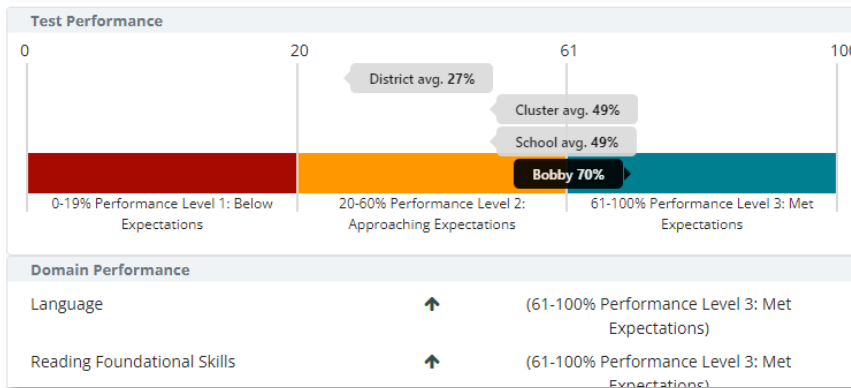 Test Performance
0 20 61 100
District avg. 27%
Cluster avg. 49%
School avg. 49%
Bobby 70%
0-19% Performance Level 1: Below
Expectations
20-60% Performance Level 2:
Approaching Expectations
61-100% Performance Level 3: Met
Expectations
Domain Performance
Language
(61-100% Performance Level 3: Met
Expectations)
Reading Foundational Skills
(61-100% Performance Level 3: Met
Expectations)